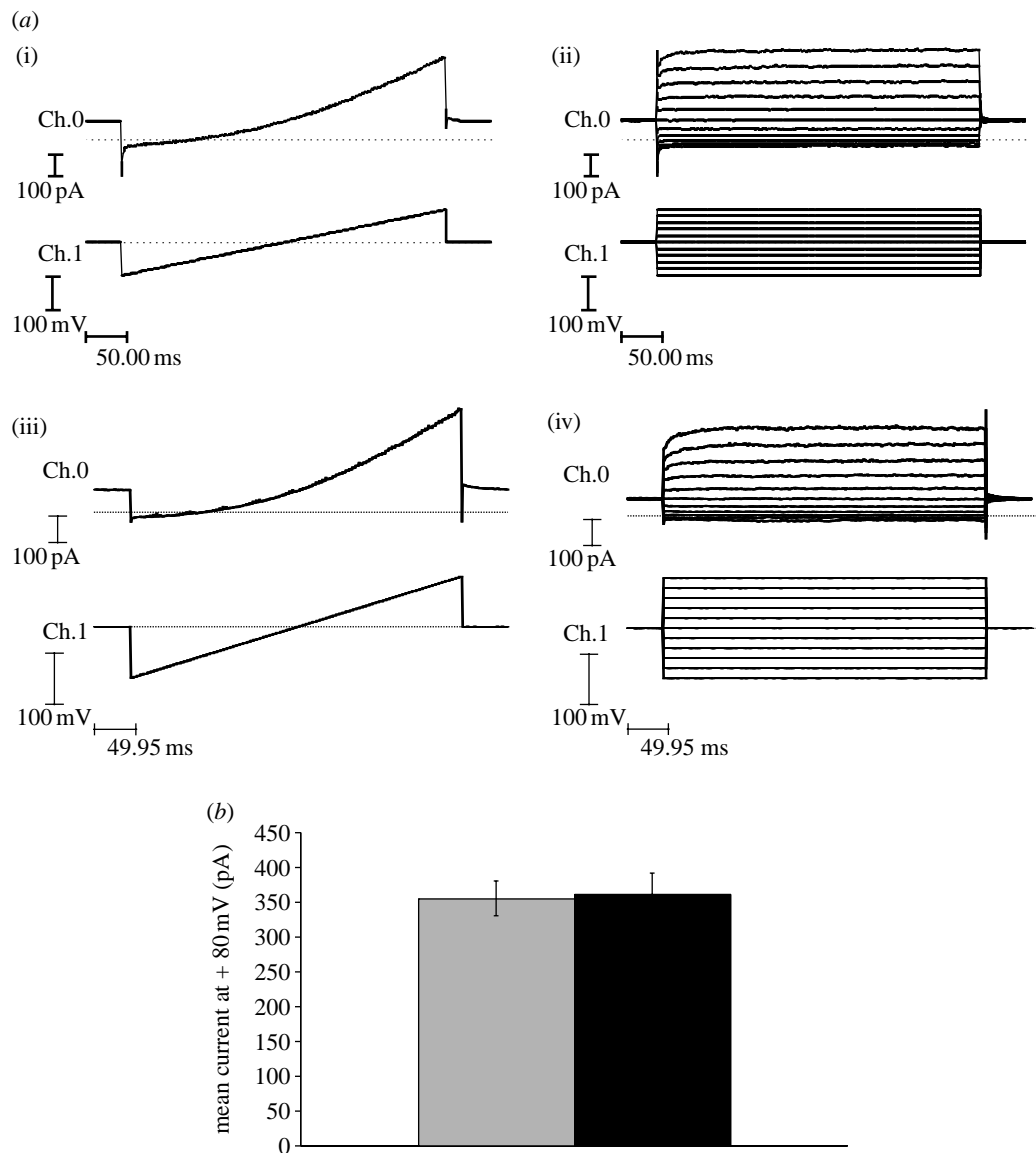 (a)
(i)
Ch.0
100 pA
Ch.1
100 mV
50.00 ms
(ii)
Ch.0
100 pA
Ch.1
100 mV
50.00 ms
(iii)
Ch.0
100 pA
Ch.1
100 mV
49.95 ms
(iv)
Ch.0
100 pA
Ch.1
100 mV
49.95 ms
(b)
mean current at + 80 mV (pA)
450
400
350
300
250
200
150
100
50
0